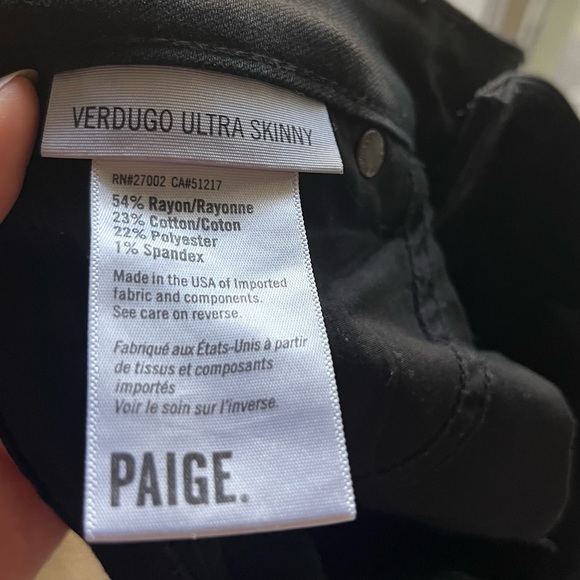 VERDUGO ULTRA SKINNY
RN#27002 CA#51217
54% Rayon/Rayonne
23% Cotton/Coton
22% Polyester
1% Spandex
Made in the USA of Imported
fabric and components.
See care on reverse.
Fabriqué aux États-Unis à partir
de tissus et composants
importés
Voir le soin sur l'inverse.
PAIGE.